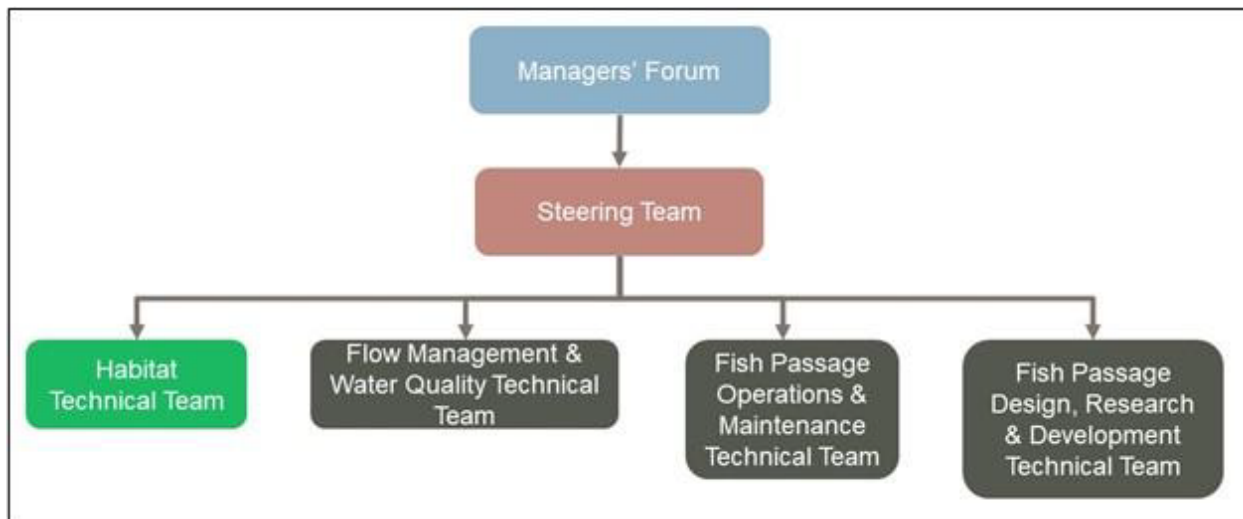 Managers' Forum
Steering Team
Habitat
Technical Team
Flow Management &
Water Quality Technical
Team
Fish Passage
Operations &
Maintenance
Technical Team
Fish Passage
Design, Research
& Development
Technical Team